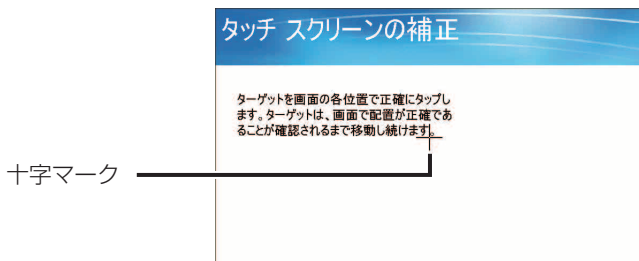 タッチ スクリーンの補正
ターゲットを画面の各位置で正確にタップし
ます。ターゲットは、画面で配置が正確であ
ることが確認されるまで移動し続けます。
十字マーク